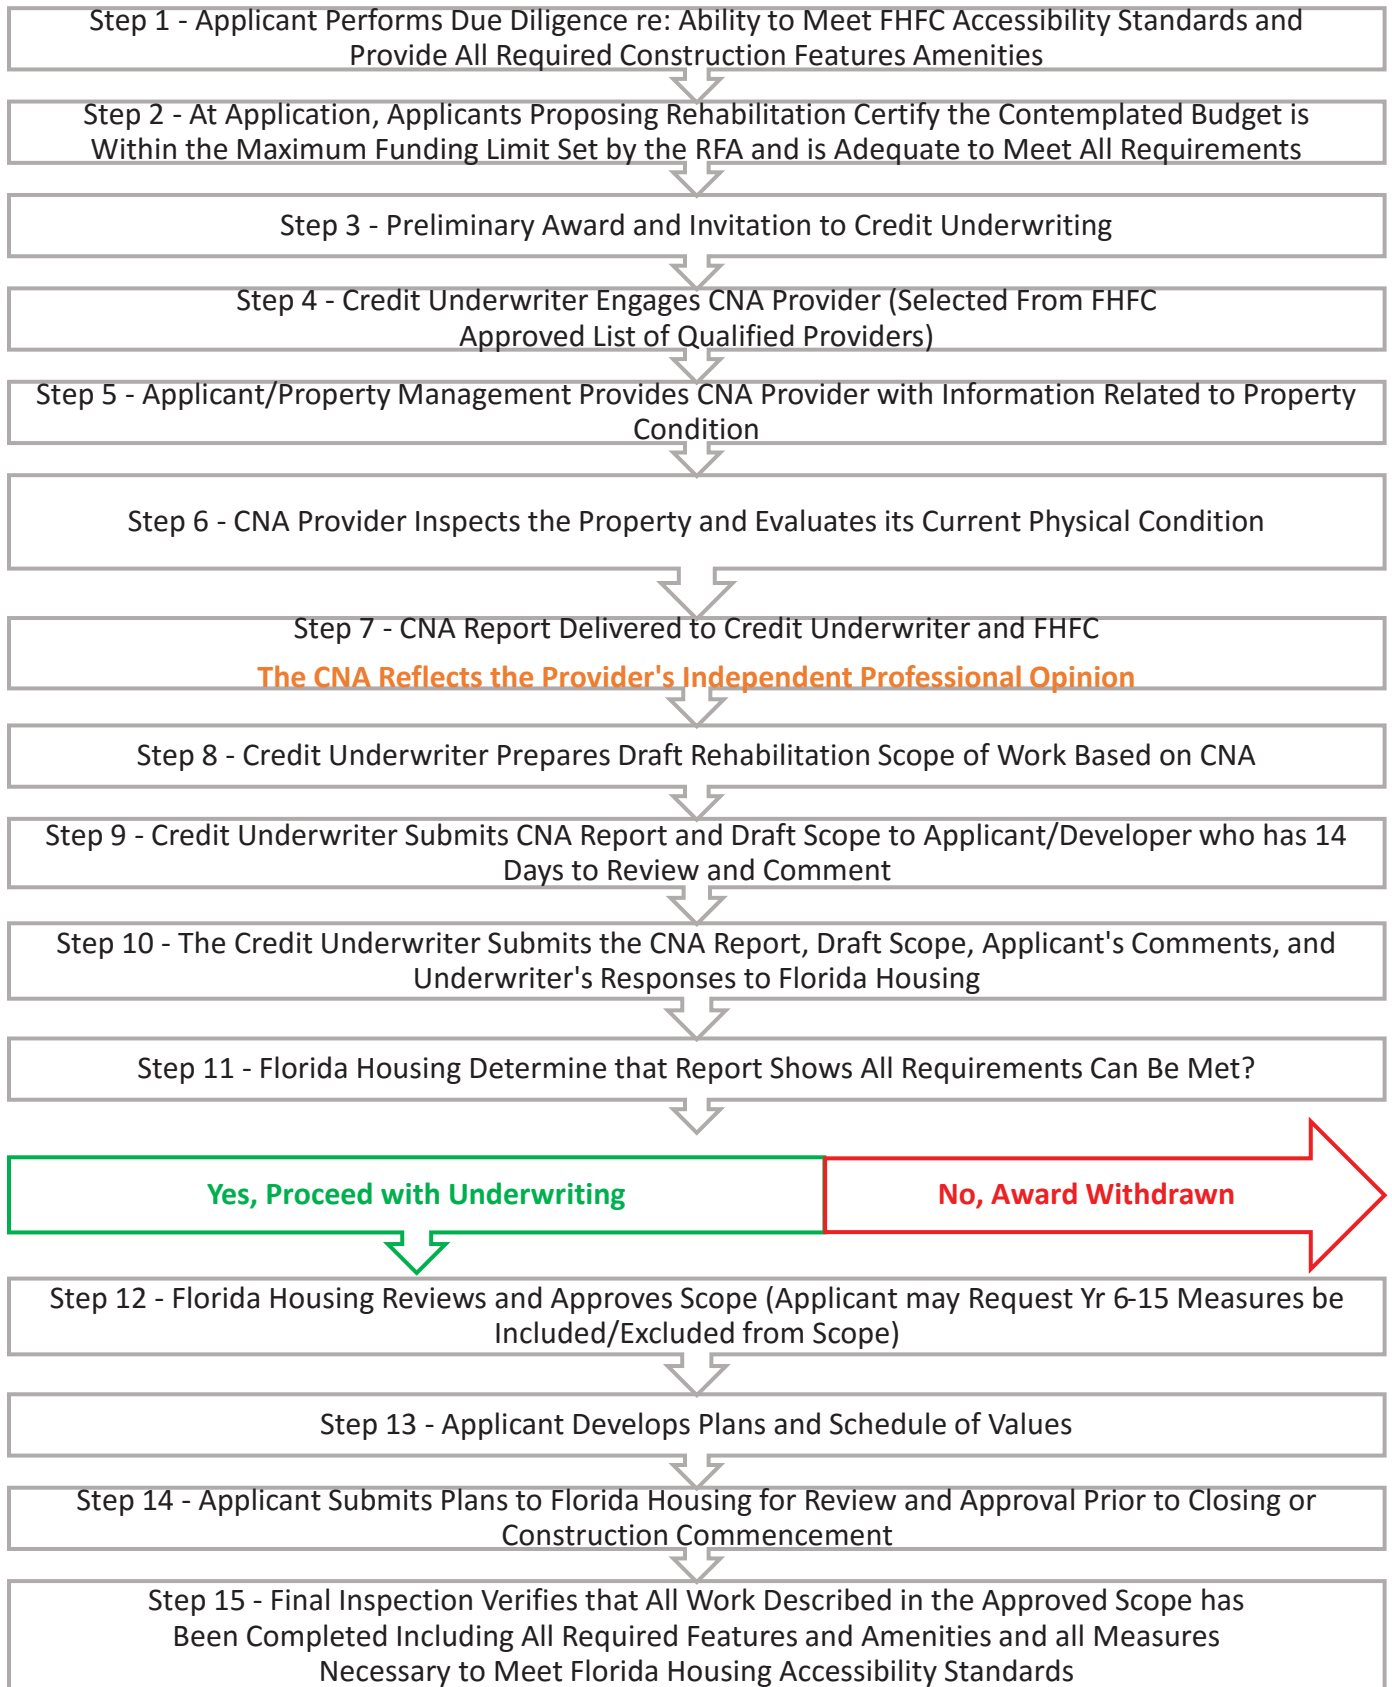 Step 1 - Applicant Performs Due Diligence re: Ability to Meet FHFC Accessibility Standards and
Provide All Required Construction Features Amenities
Step 2 - At Application, Applicants Proposing Rehabilitation Certify the Contemplated Budget is
Within the Maximum Funding Limit Set by the RFA and is Adequate to Meet All Requirements
Step 3 - Preliminary Award and Invitation to Credit Underwriting
Step 4 - Credit Underwriter Engages CNA Provider (Selected From FHFC
Approved List of Qualified Providers)
Step 5 - Applicant/Property Management Provides CNA Provider with Information Related to Property
Condition
Step 6 - CNA Provider Inspects the Property and Evaluates its Current Physical Condition
Step 7 - CNA Report Delivered to Credit Underwriter and FHFC
The CNA Reflects the Provider's Independent Professional Opinion
Step 8 - Credit Underwriter Prepares Draft Rehabilitation Scope of Work Based on CNA
Step 9 - Credit Underwriter Submits CNA Report and Draft Scope to Applicant/Developer who has 14
Days to Review and Comment
Step 10 - The Credit Underwriter Submits the CNA Report, Draft Scope, Applicant's Comments, and
Underwriter's Responses to Florida Housing
Step 11 - Florida Housing Determine that Report Shows All Requirements Can Be Met?
Yes, Proceed with Underwriting
No, Award Withdrawn
Step 12 - Florida Housing Reviews and Approves Scope (Applicant may Request Yr 6-15 Measures be
Included/Excluded from Scope)
Step 13 - Applicant Develops Plans and Schedule of Values
Step 14 - Applicant Submits Plans to Florida Housing for Review and Approval Prior to Closing or
Construction Commencement
Step 15 - Final Inspection Verifies that All Work Described in the Approved Scope has
Been Completed Including All Required Features and Amenities and all Measures
Necessary to Meet Florida Housing Accessibility Standards